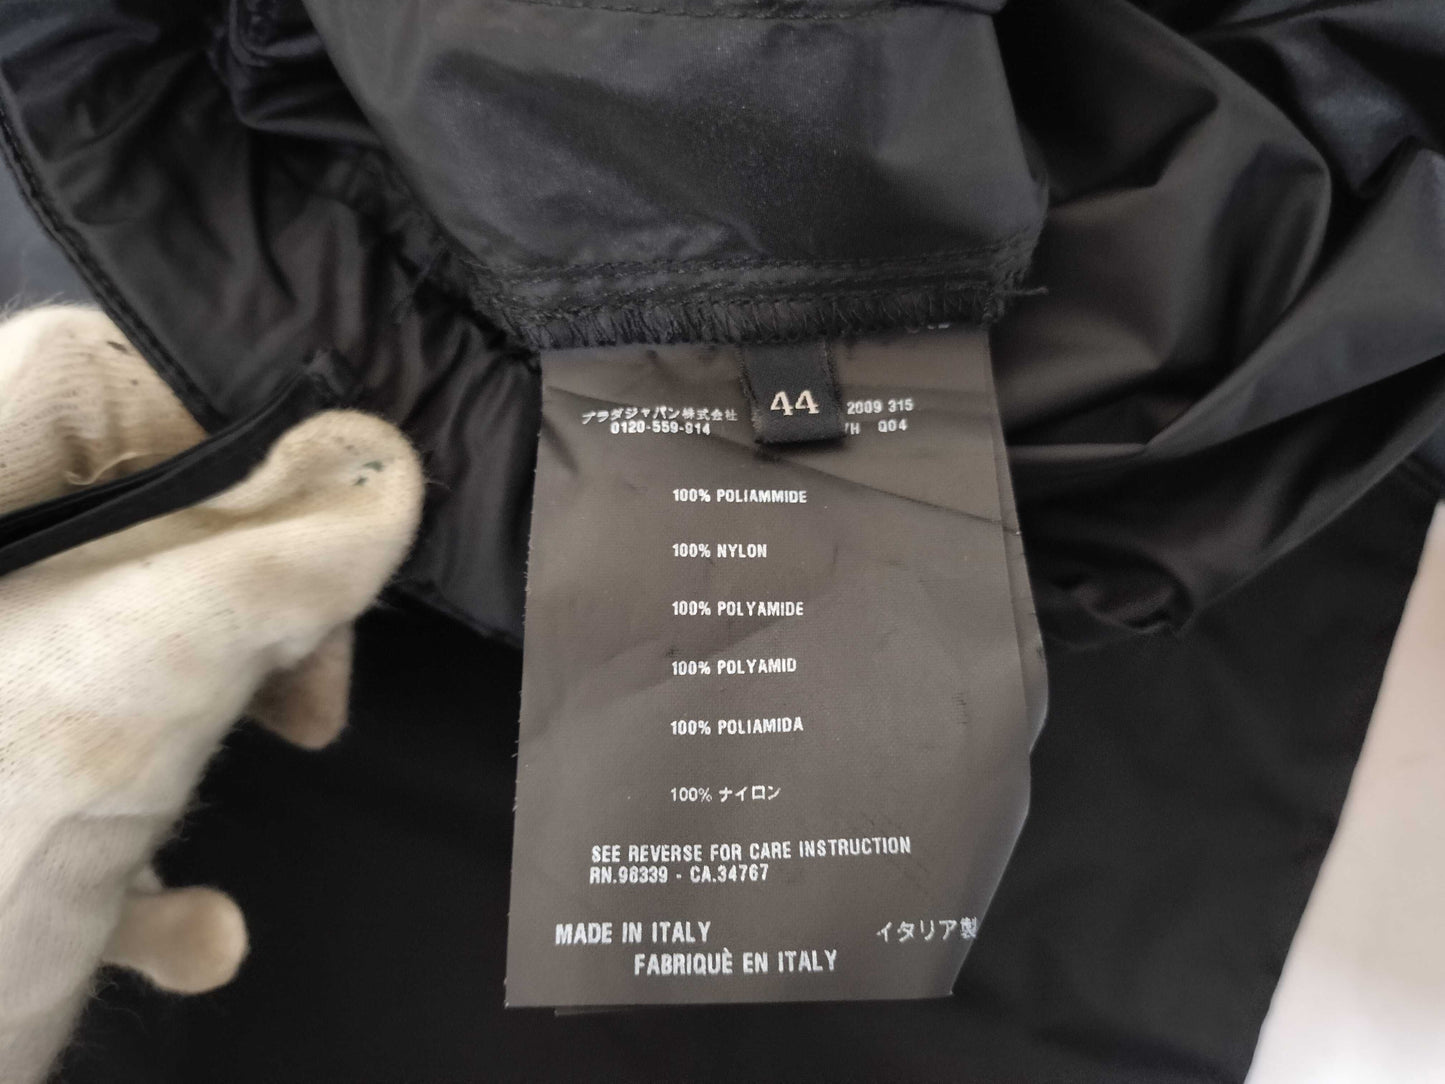 プラダジャパン株式会社
0120-559-914
44
2009 315
Q04
100% POLIAMMIDE
100% NYLON
100% POLYAMIDE
100% POLYAMID
100% POLIAMIDA
100% ナイロン
SEE REVERSE FOR CARE INSTRUCTION
RN.98339 - CA.34767
MADE IN ITALY イタリア製
FABRIQUÈ EN ITALY